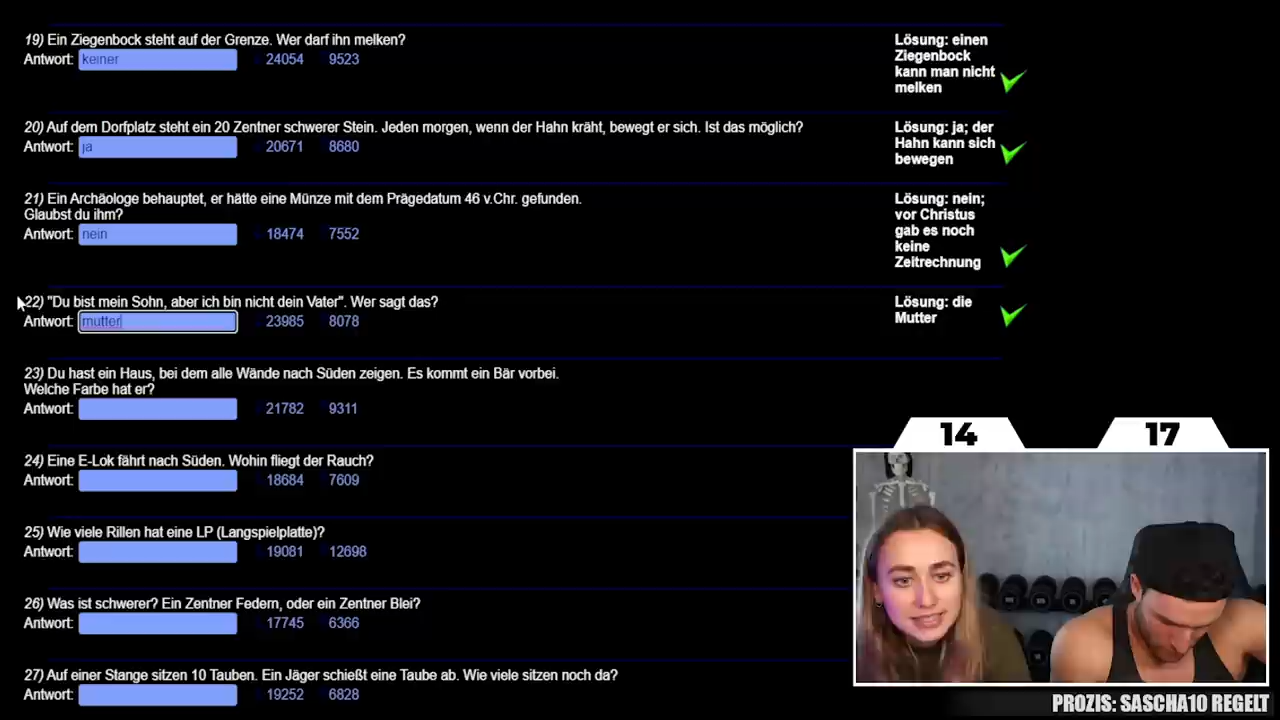 19) Ein Ziegenbock steht auf der Grenze. Wer darf ihn melken?
Antwort: keiner 24054 9523
Lösung: einen
Ziegenbock
kann man nicht
melken
20) Auf dem Dorfplatz steht ein 20 Zentner schwerer Stein. Jeden morgen, wenn der Hahn kräht, bewegt er sich. Ist das möglich?
Antwort: ja 20671 8680
Lösung: ja; der
Hahn kann sich
bewegen
21) Ein Archäologe behauptet, er hätte eine Münze mit dem Prägedatum 46 v.Chr. gefunden.
Glaubst du ihm?
Antwort: nein 18474 7552
Lösung: nein;
vor Christus
gab es noch
keine
Zeitrechnung
22) "Du bist mein Sohn, aber ich bin nicht dein Vater". Wer sagt das?
Antwort: mutter 23985 8078
Lösung: die
Mutter
23) Du hast ein Haus, bei dem alle Wände nach Süden zeigen. Es kommt ein Bär vorbei.
Welche Farbe hat er?
Antwort: 21782 9311
24) Eine E-Lok fährt nach Süden. Wohin fliegt der Rauch?
Antwort: 18684 7609
25) Wie viele Rillen hat eine LP (Langspielplatte)?
Antwort: 19081 12698
26) Was ist schwerer? Ein Zentner Federn, oder ein Zentner Blei?
Antwort: 17745 6366
27) Auf einer Stange sitzen 10 Tauben. Ein Jäger schießt eine Taube ab. Wie viele sitzen noch da?
Antwort: 19252 6828
14 17
PROZIS: SASCHA10 REGELT